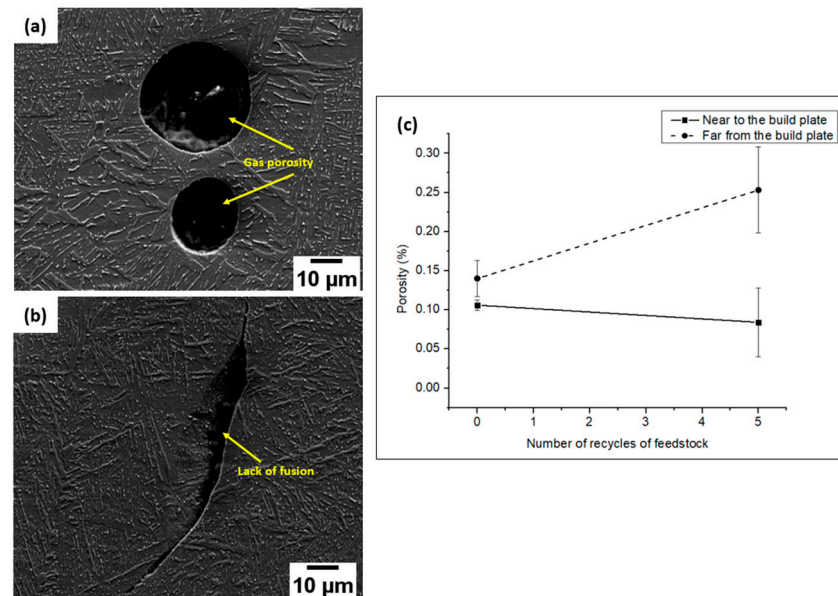 (a)
Gas porosity
10 µm
(b)
Lack of fusion
10 µm
(c)
Near to the build plate
Far from the build plate
0.30
0.25
0.20
0.15
0.10
0.05
0.00
Porosity (%)
0 1 2 3 4 5
Number of recycles of feedstock